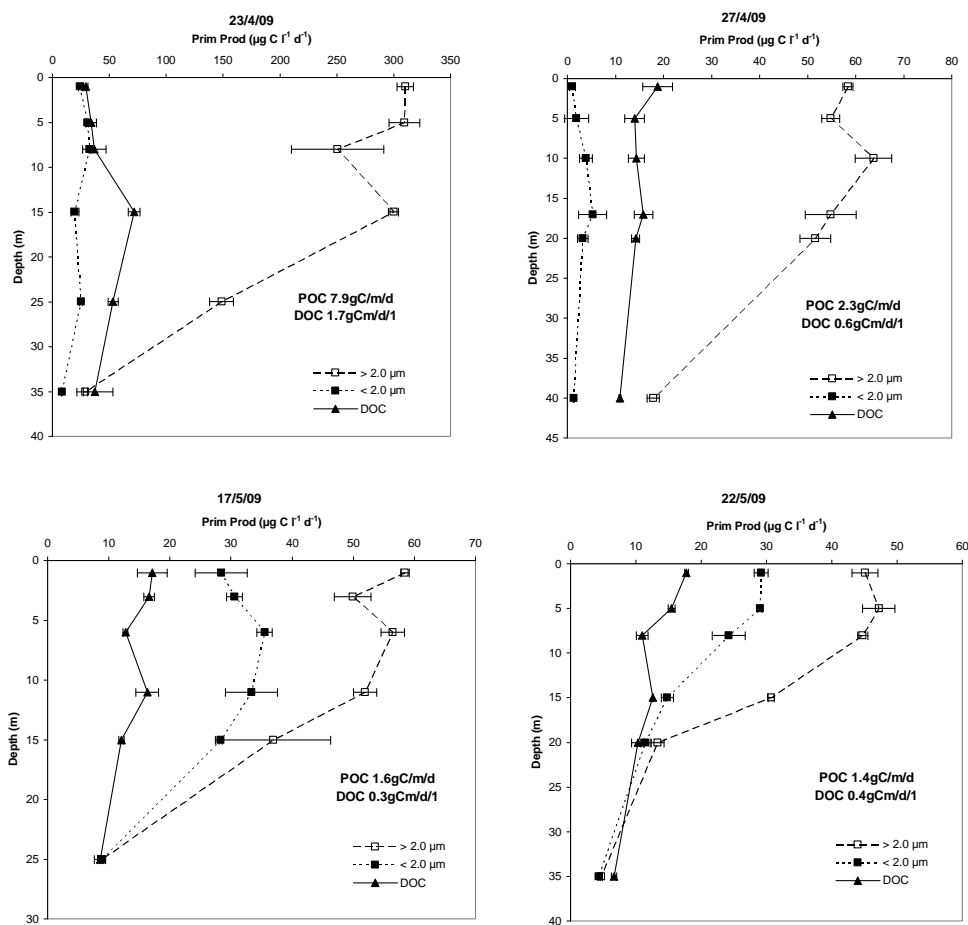 23/4/09
Prim Prod (µg C l⁻¹ d⁻¹)
0 50 100 150 200 250 300 350
0
5
10
15
20
25
30
35
40
Depth (m)
POC 7.9gC/m/d
DOC 1.7gCm/d/1
> 2.0 µm
< 2.0 µm
DOC
27/4/09
Prim Prod (µg C l⁻¹ d⁻¹)
0 10 20 30 40 50 60 70 80
0
5
10
15
20
25
30
35
40
45
Depth (m)
POC 2.3gC/m/d
DOC 0.6gCm/d/1
> 2.0 µm
< 2.0 µm
DOC
17/5/09
Prim Prod (µg C l⁻¹ d⁻¹)
0 10 20 30 40 50 60 70
0
5
10
15
20
25
30
Depth (m)
POC 1.6gC/m/d
DOC 0.3gCm/d/1
> 2.0 µm
< 2.0 µm
DOC
22/5/09
Prim Prod (µg C l⁻¹ d⁻¹)
0 10 20 30 40 50 60
0
5
10
15
20
25
30
35
40
Depth (m)
POC 1.4gC/m/d
DOC 0.4gCm/d/1
> 2.0 µm
< 2.0 µm
DOC